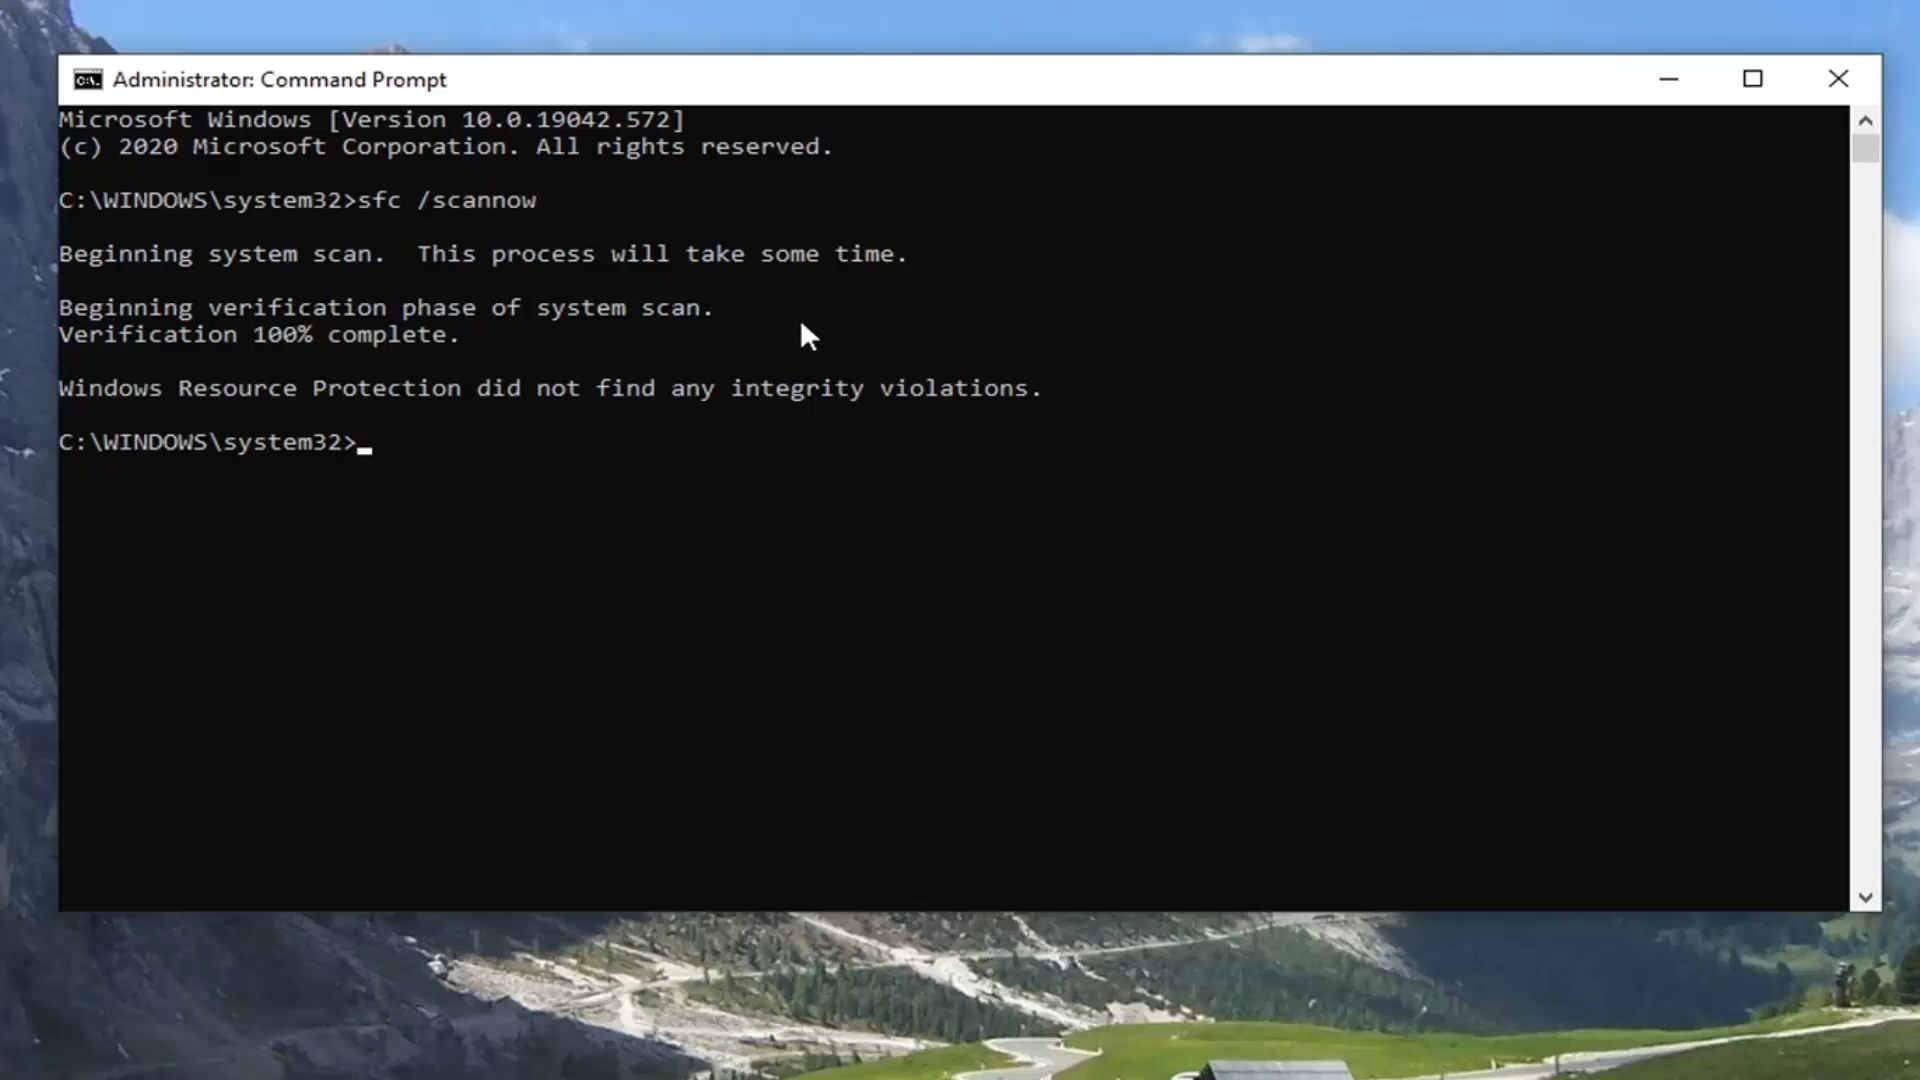 Administrator: Command Prompt
Microsoft Windows [Version 10.0.19042.572]
(c) 2020 Microsoft Corporation. All rights reserved.
C:\WINDOWS\system32>sfc /scannow
Beginning system scan.  This process will take some time.
Beginning verification phase of system scan.
Verification 100% complete.
Windows Resource Protection did not find any integrity violations.
C:\WINDOWS\system32>